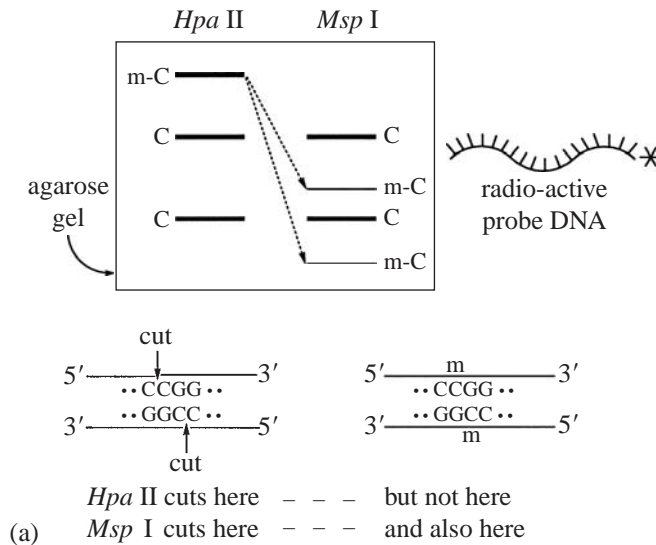 Hpa II Msp I
m-C
C C
m-C
C C
m-C
agarose
gel
radio-active
probe DNA
cut
5′ 3′
··CCGG··
··GGCC··
3′ 5′
cut
m
5′ 3′
··CCGG··
··GGCC··
3′ 5′
m
Hpa II cuts here – – – but not here
(a) Msp I cuts here – – – and also here